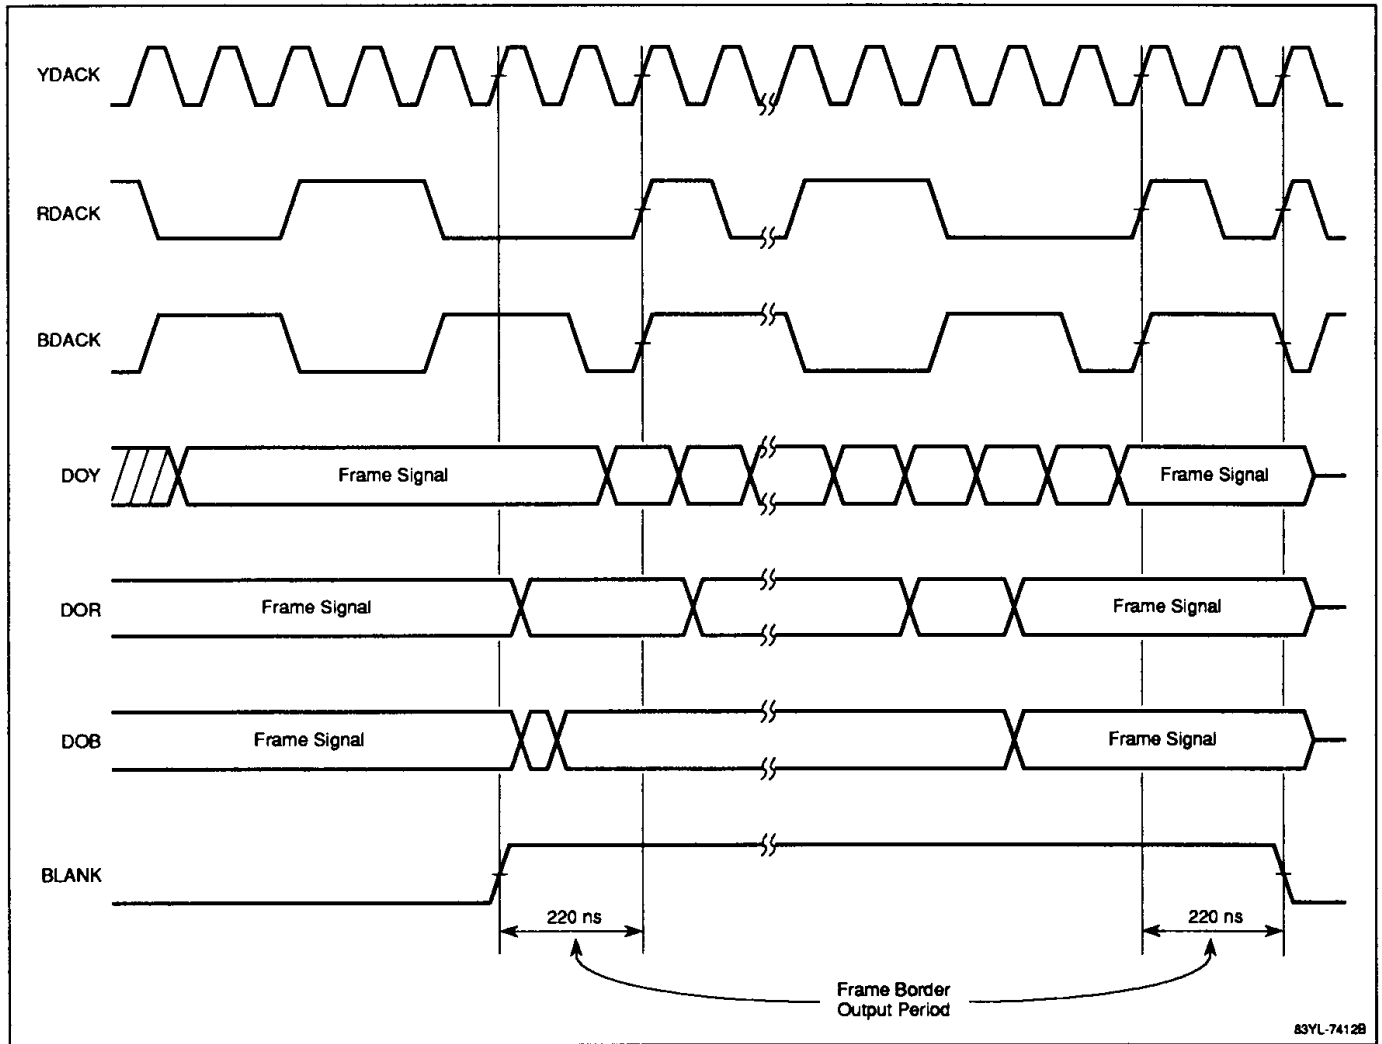 YDACK
RDACK
BDACK
DOY
Frame Signal
Frame Signal
DOR
Frame Signal
Frame Signal
DOB
Frame Signal
Frame Signal
BLANK
220 ns
220 ns
Frame Border
Output Period
83YL-7412B